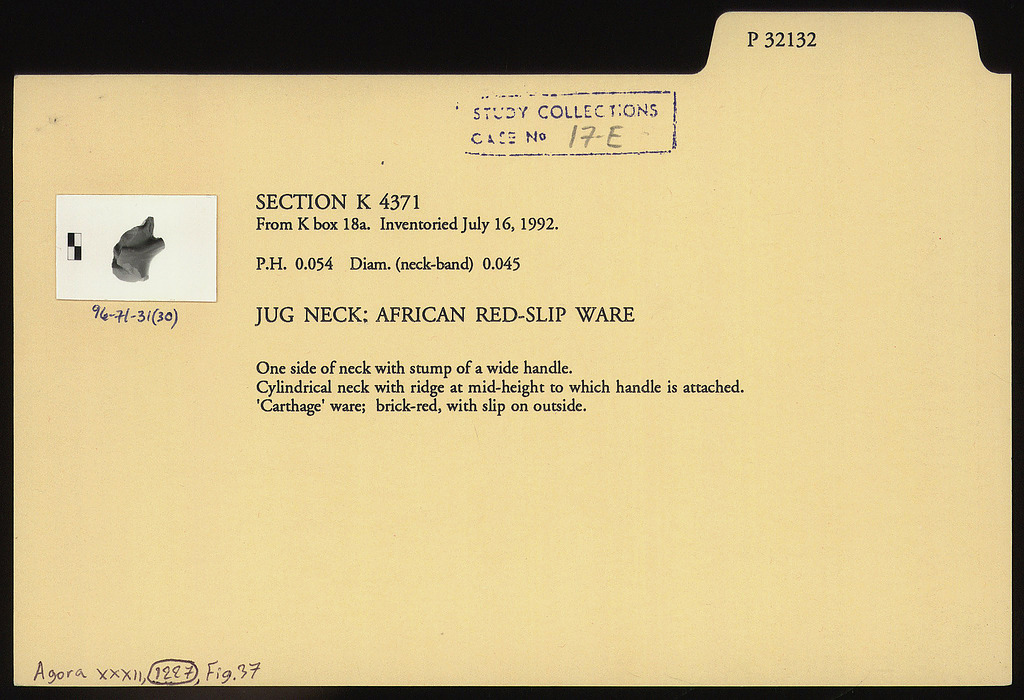 P 32132
STUDY COLLECTIONS
CASE No 17-E
SECTION K 4371
From K box 18a. Inventoried July 16, 1992.
P.H. 0.054 Diam. (neck-band) 0.045
96-71-31(30)
JUG NECK: AFRICAN RED-SLIP WARE
One side of neck with stump of a wide handle.
Cylindrical neck with ridge at mid-height to which handle is attached.
'Carthage' ware; brick-red, with slip on outside.
Agora XXXII, 1227, Fig.37